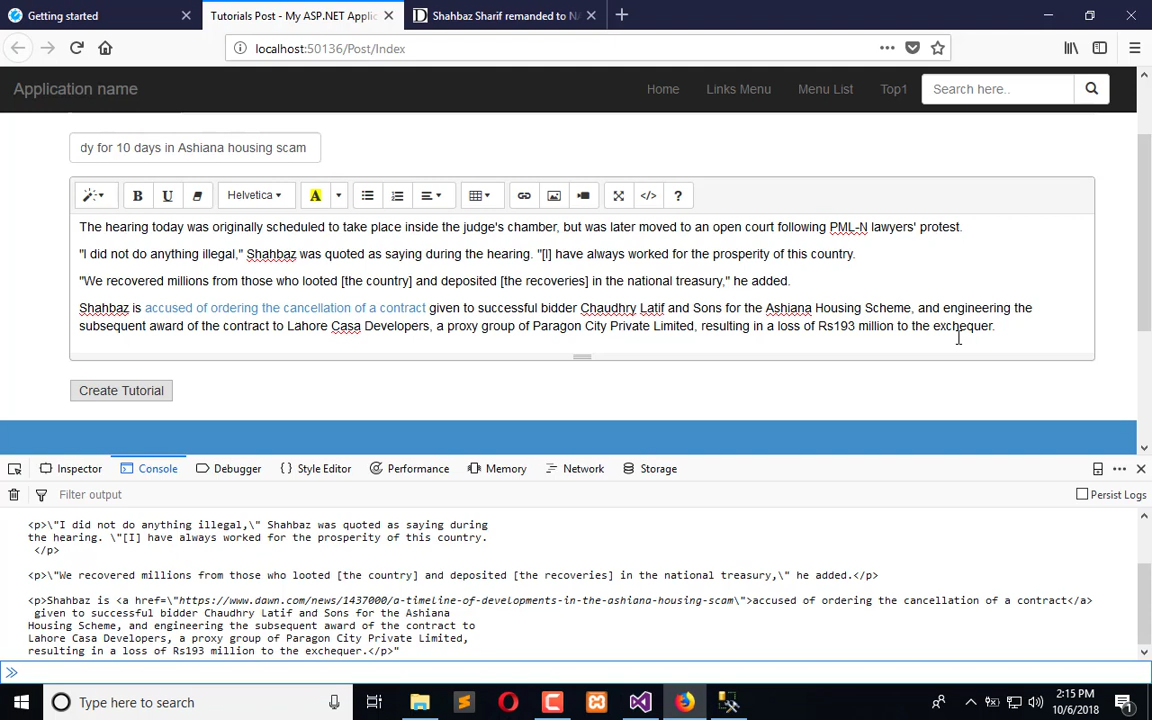 Getting started
Tutorials Post - My ASP.NET Applic
Shahbaz Sharif remanded to NA
localhost:50136/Post/Index
Application name
Home
Links Menu
Menu List
Top1
Search here..
dy for 10 days in Ashiana housing scam
B U Helvetica A </> ?
The hearing today was originally scheduled to take place inside the judge's chamber, but was later moved to an open court following PML-N lawyers' protest.
"I did not do anything illegal," Shahbaz was quoted as saying during the hearing. "[I] have always worked for the prosperity of this country.
"We recovered millions from those who looted [the country] and deposited [the recoveries] in the national treasury," he added.
Shahbaz is accused of ordering the cancellation of a contract given to successful bidder Chaudhry Latif and Sons for the Ashiana Housing Scheme, and engineering the
subsequent award of the contract to Lahore Casa Developers, a proxy group of Paragon City Private Limited, resulting in a loss of Rs193 million to the exchequer.
Create Tutorial
Inspector
Console
Debugger
{ } Style Editor
Performance
Memory
Network
Storage
Filter output
Persist Logs
<p>\"I did not do anything illegal,\" Shahbaz was quoted as saying during
the hearing. \"[I] have always worked for the prosperity of this country.
</p>
<p>\"We recovered millions from those who looted [the country] and deposited [the recoveries] in the national treasury,\" he added.</p>
<p>Shahbaz is <a href=\"https://www.dawn.com/news/1437000/a-timeline-of-developments-in-the-ashiana-housing-scam\">accused of ordering the cancellation of a contract</a>
given to successful bidder Chaudhry Latif and Sons for the Ashiana
Housing Scheme, and engineering the subsequent award of the contract to
Lahore Casa Developers, a proxy group of Paragon City Private Limited,
resulting in a loss of Rs193 million to the exchequer.</p>"
Type here to search
2:15 PM
10/6/2018
1